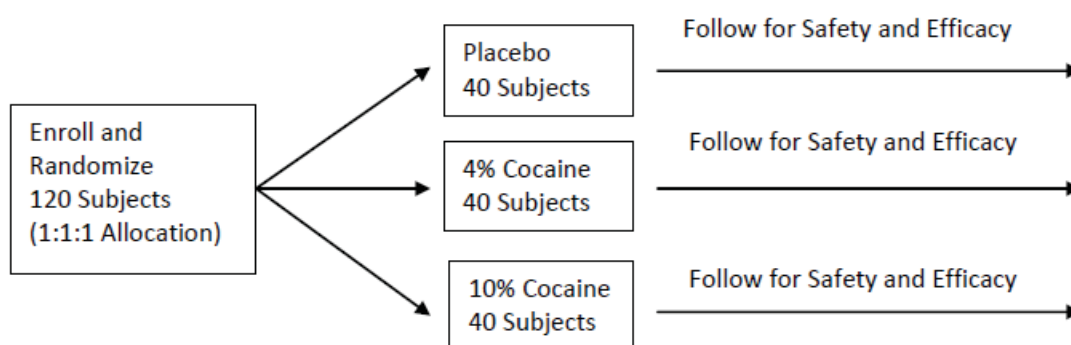 Enroll and
Randomize
120 Subjects
(1:1:1 Allocation)
Placebo
40 Subjects
Follow for Safety and Efficacy
4% Cocaine
40 Subjects
Follow for Safety and Efficacy
10% Cocaine
40 Subjects
Follow for Safety and Efficacy